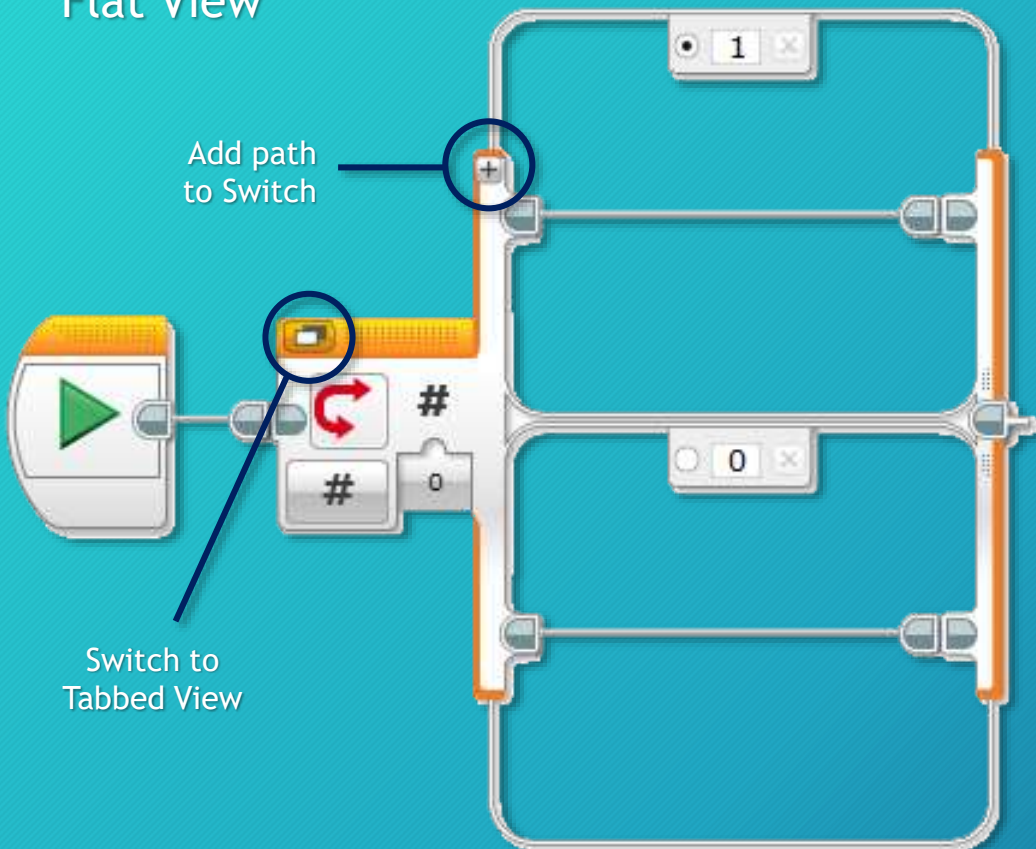 Flat View
1
Add path
to Switch
#
0
#
0
Switch to
Tabbed View